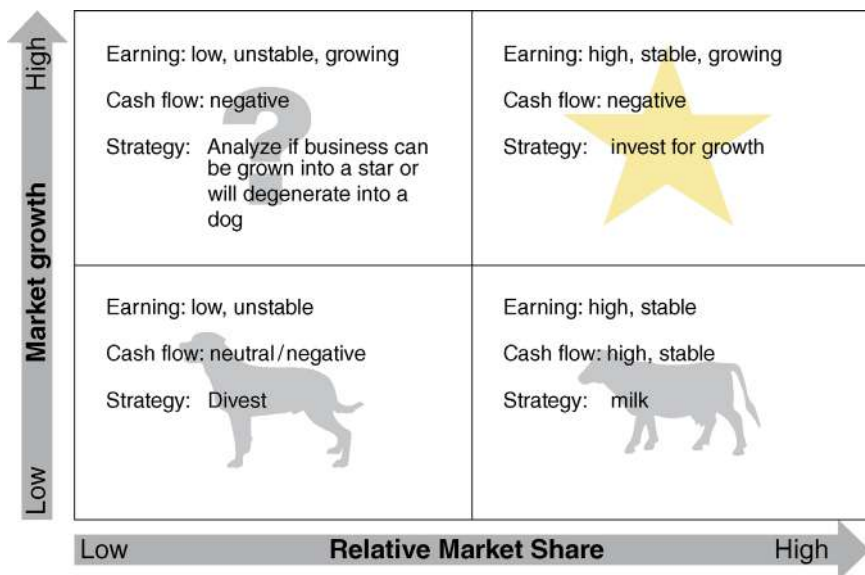 High
Market growth
Low
Earning: low, unstable, growing
Cash flow: negative
Strategy: Analyze if business can
be grown into a star or
will degenerate into a
dog
?
Earning: high, stable, growing
Cash flow: negative
Strategy: invest for growth
Earning: low, unstable
Cash flow: neutral/negative
Strategy: Divest
Earning: high, stable
Cash flow: high, stable
Strategy: milk
Low Relative Market Share High